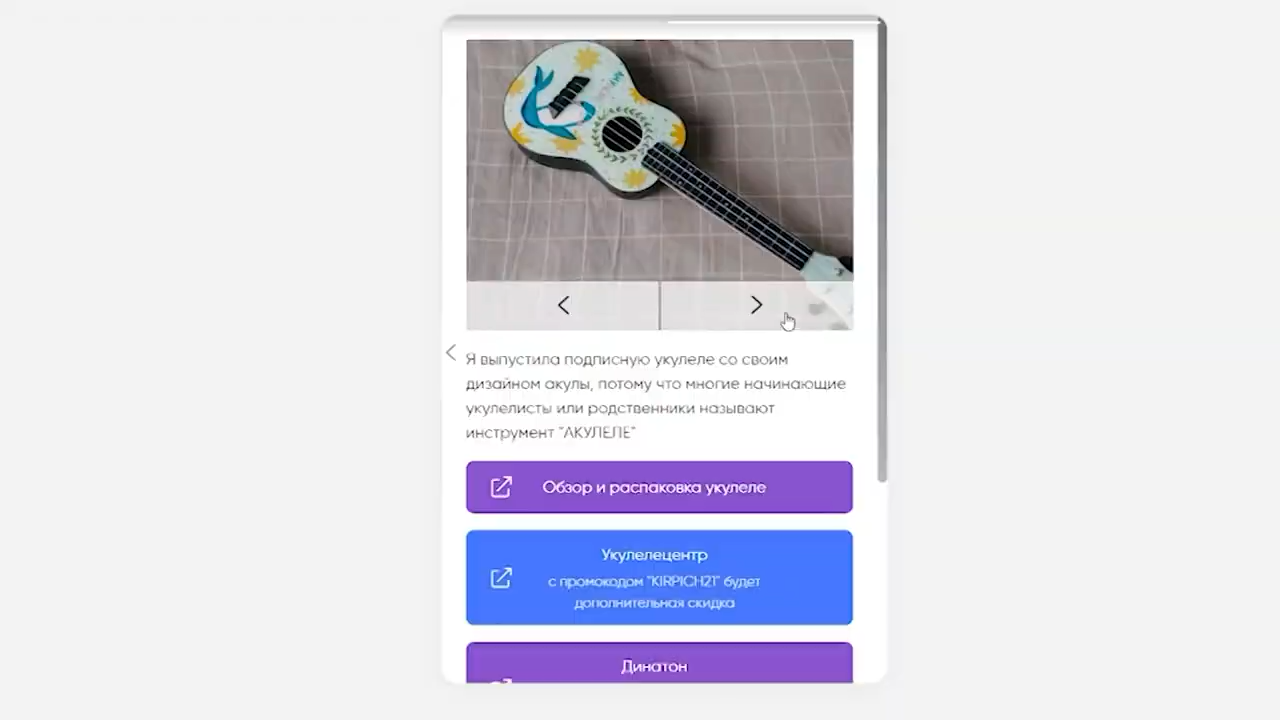 Я выпустила подписную укулеле со своим
дизайном акулы, потому что многие начинающие
укулелисты или родственники называют
инструмент "АКУЛЕЛЕ"
Обзор и распаковка укулеле
Укулелецентр
с промокодом "KIRPICH21" будет
дополнительная скидка
Динатон